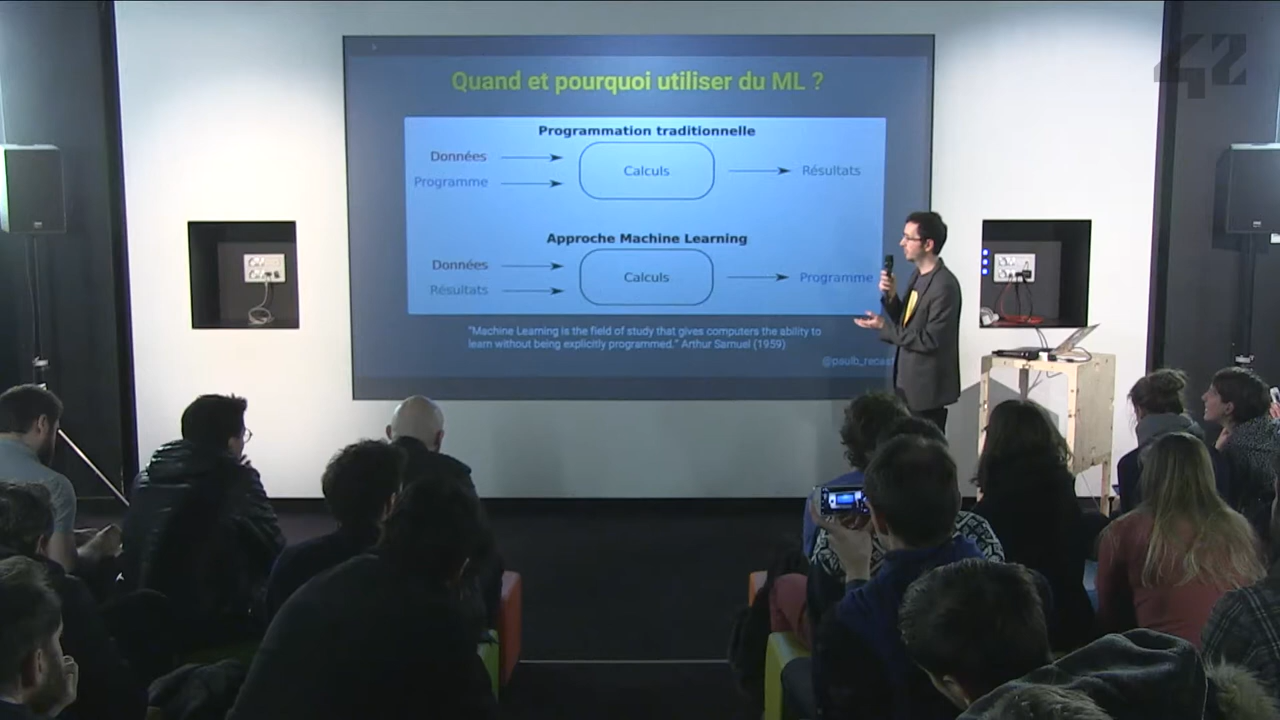 42
Quand et pourquoi utiliser du ML ?
Programmation traditionnelle
Données
Programme
Calculs
Résultats
Approche Machine Learning
Données
Résultats
Calculs
Programme
"Machine Learning is the field of study that gives computers the ability to
learn without being explicitly programmed." Arthur Samuel (1959)